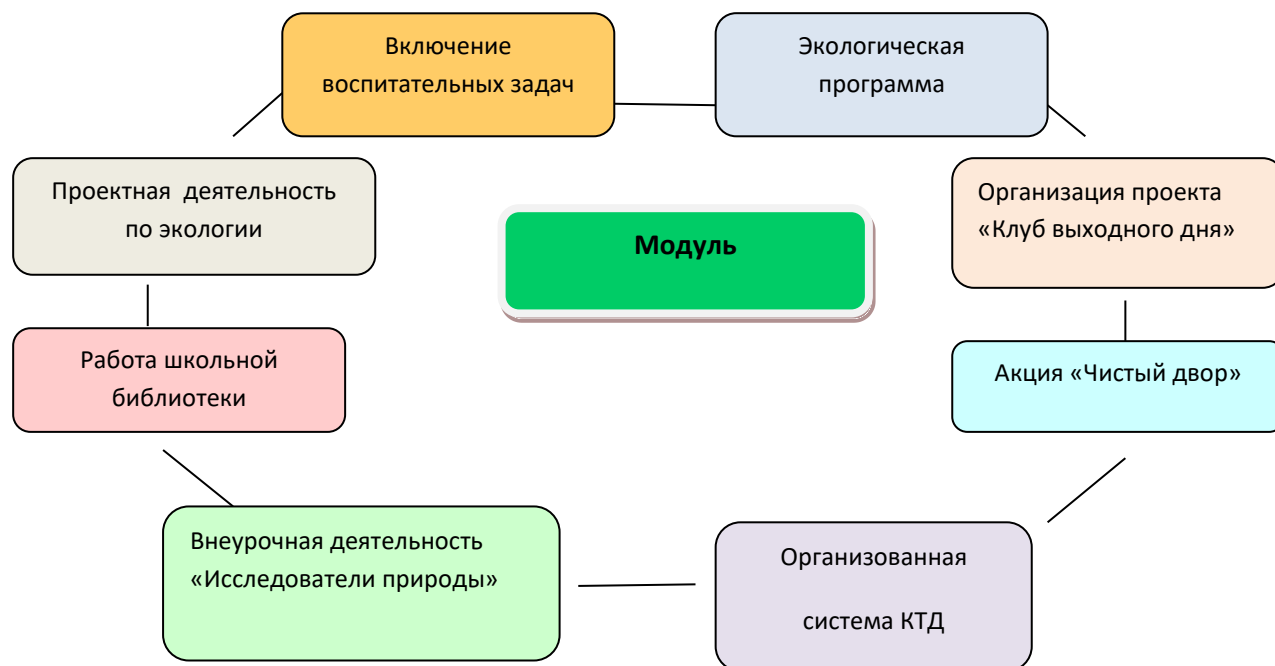 Включение
воспитательных задач
Экологическая
программа
Проектная деятельность
по экологии
Модуль
Организация проекта
«Клуб выходного дня»
Работа школьной
библиотеки
Акция «Чистый двор»
Внеурочная деятельность
«Исследователи природы»
Организованная
система КТД